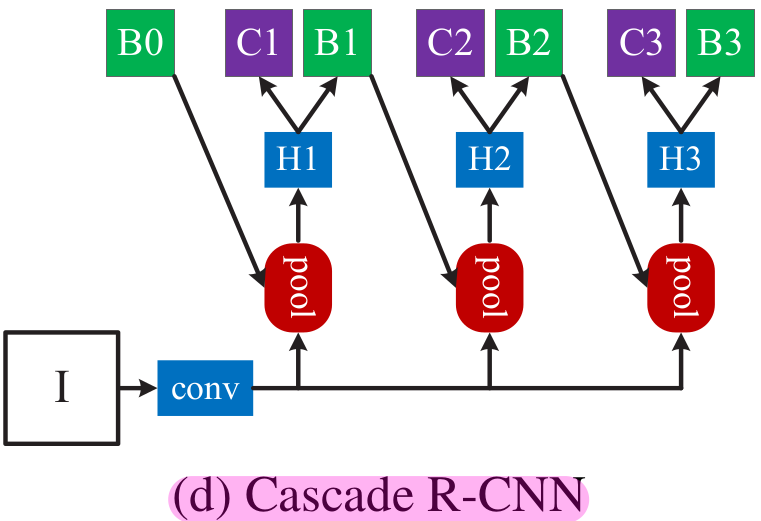 B0 C1 B1 C2 B2 C3 B3
H1 H2 H3
pool pool pool
I conv
(d) Cascade R-CNN